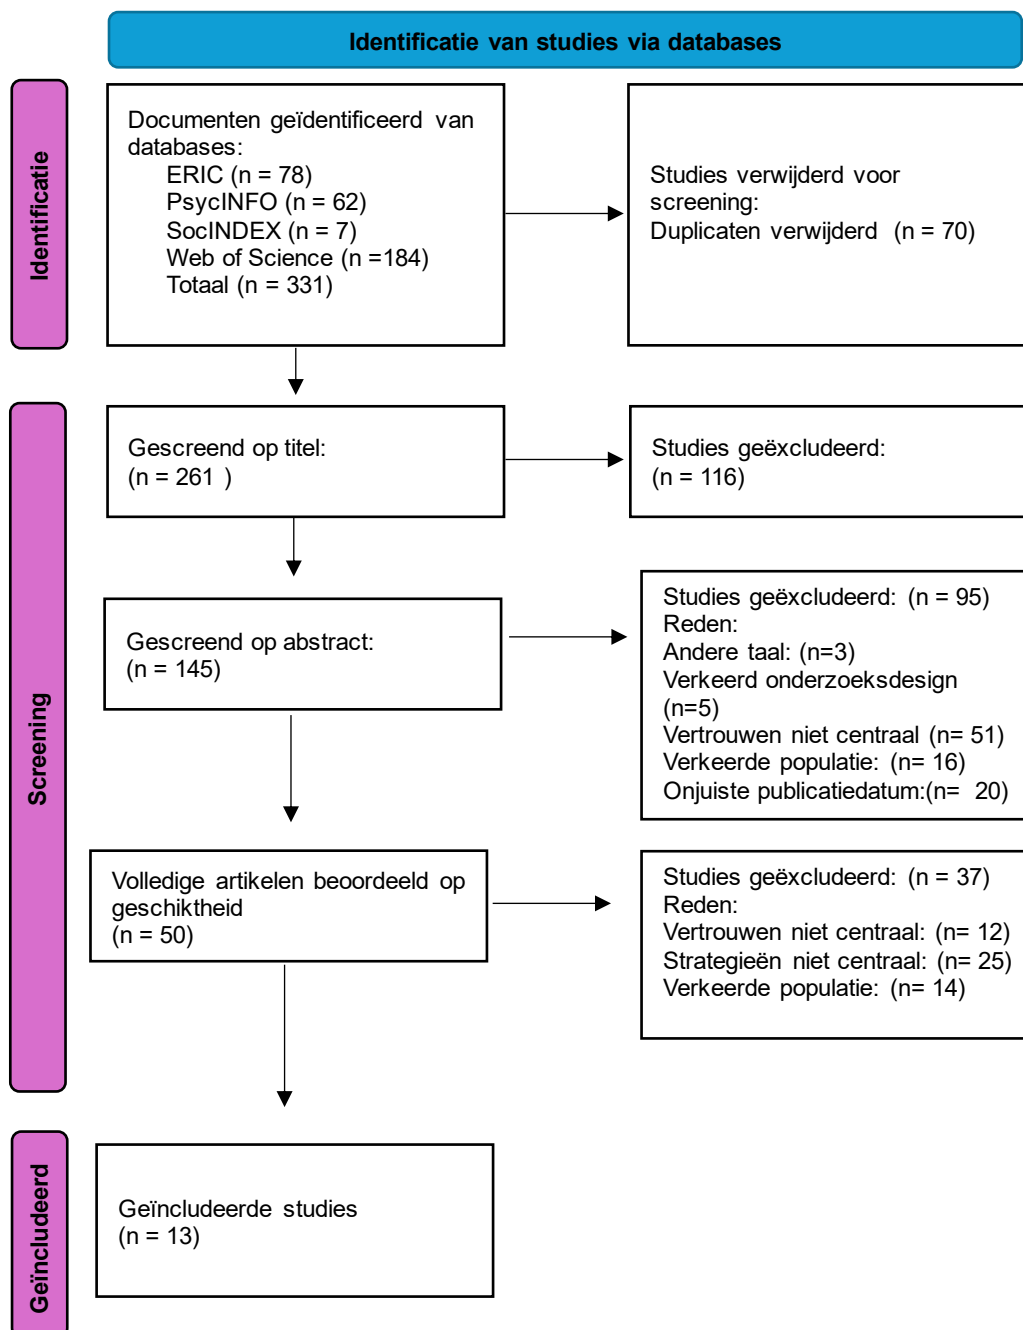 Identificatie van studies via databases
Identificatie
Documenten geïdentificeerd van
databases:
ERIC (n = 78)
PsycINFO (n = 62)
SocINDEX (n = 7)
Web of Science (n =184)
Totaal (n = 331)
Studies verwijderd voor
screening:
Duplicaten verwijderd (n = 70)
Screening
Gescreend op titel:
(n = 261 )
Studies geëxcludeerd:
(n = 116)
Gescreend op abstract:
(n = 145)
Studies geëxcludeerd: (n = 95)
Reden:
Andere taal: (n=3)
Verkeerd onderzoeksdesign
(n=5)
Vertrouwen niet centraal (n= 51)
Verkeerde populatie: (n= 16)
Onjuiste publicatiedatum:(n= 20)
Volledige artikelen beoordeeld op
geschiktheid
(n = 50)
Studies geëxcludeerd: (n = 37)
Reden:
Vertrouwen niet centraal: (n= 12)
Strategieën niet centraal: (n= 25)
Verkeerde populatie: (n= 14)
Geïncludeerd
Geïncludeerde studies
(n = 13)